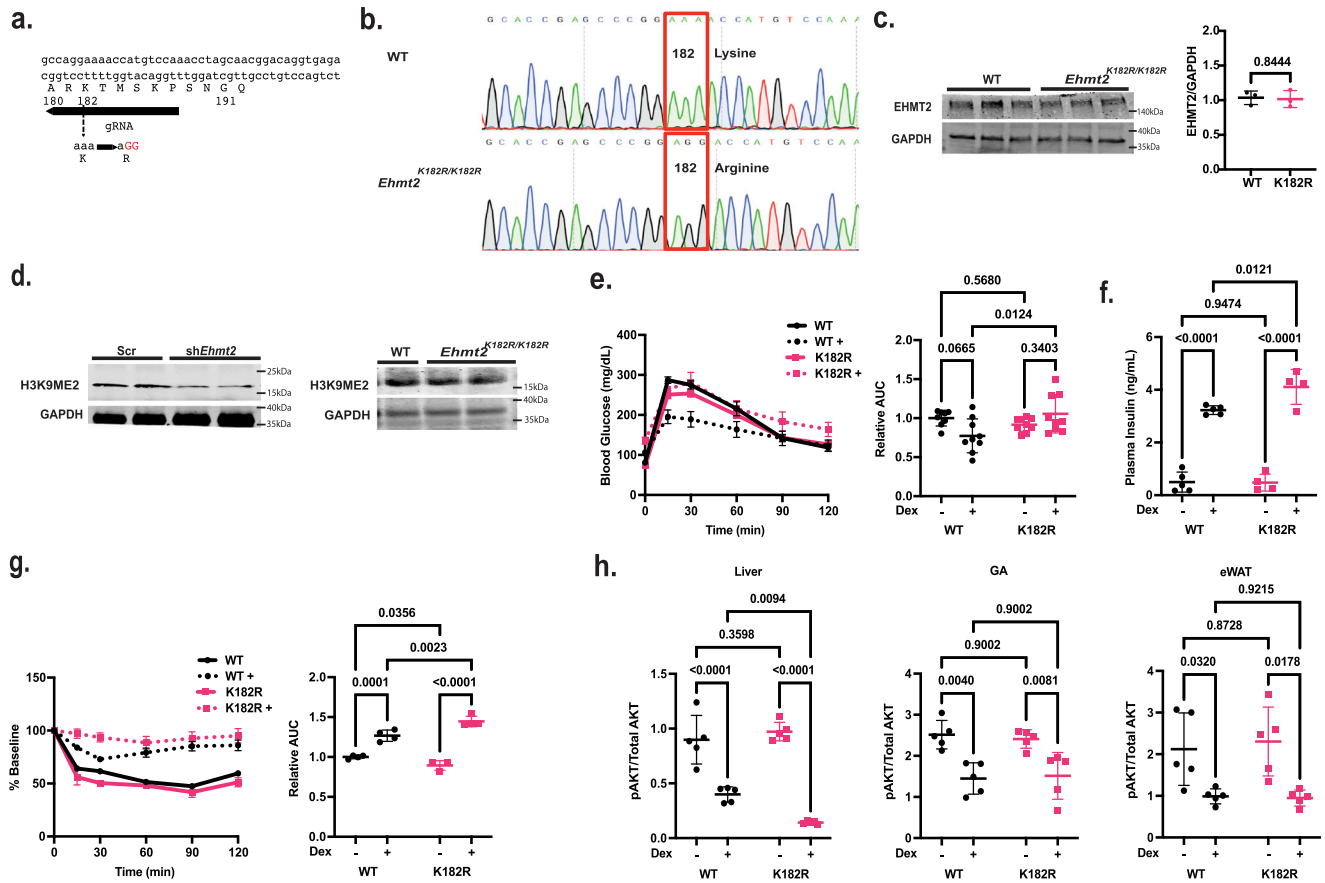 a.
gccaggaaaaccatgtccaaacctagcaacggacaggtgaga
cggtccttttggtacaggtttggatcgttgcctgtccagtct
A R K T M S K P S N G Q
180 182 191
gRNA
aaa aGG
K R
b.
G C A C C G A G C C C G G A A A A C C A T G T C C A A A
WT
182 Lysine
G C A C C G A G C C C G G A G G A C C A T G T C C A A A
Ehmt2 K182R/K182R
182 Arginine
c.
WT Ehmt2 K182R/K182R
EHMT2
140kDa
GAPDH
40kDa
35kDa
EHMT2/GAPDH
2.0
1.5
1.0
0.5
0.0
0.8444
WT K182R
d.
Scr shEhmt2
H3K9ME2
25kDa
15kDa
GAPDH
40kDa
35kDa
WT Ehmt2 K182R/K182R
H3K9ME2
15kDa
GAPDH
40kDa
35kDa
e.
WT
WT +
K182R
K182R +
Blood Glucose (mg/dL)
400
300
200
100
0
0 30 60 90 120
Time (min)
0.5680
0.0124
0.0665 0.3403
Relative AUC
2.0
1.5
1.0
0.5
0.0
Dex - + - +
WT K182R
f.
0.0121
0.9474
<0.0001 <0.0001
Plasma Insulin (ng/mL)
6
4
2
0
Dex - + - +
WT K182R
g.
WT
WT +
K182R
K182R +
% Baseline
150
100
50
0
0 30 60 90 120
Time (min)
0.0356
0.0023
<0.0001 <0.0001
Relative AUC
2.0
1.5
1.0
0.5
0.0
Dex - + - +
WT K182R
h.
Liver
0.0094
0.3598
<0.0001 <0.0001
pAKT/Total AKT
1.5
1.0
0.5
0.0
Dex - + - +
WT K182R
GA
0.9002
0.9002
0.0040 0.0081
pAKT/Total AKT
4
3
2
1
0
Dex - + - +
WT K182R
eWAT
0.9215
0.8728
0.0320 0.0178
pAKT/Total AKT
4
3
2
1
0
Dex - + - +
WT K182R